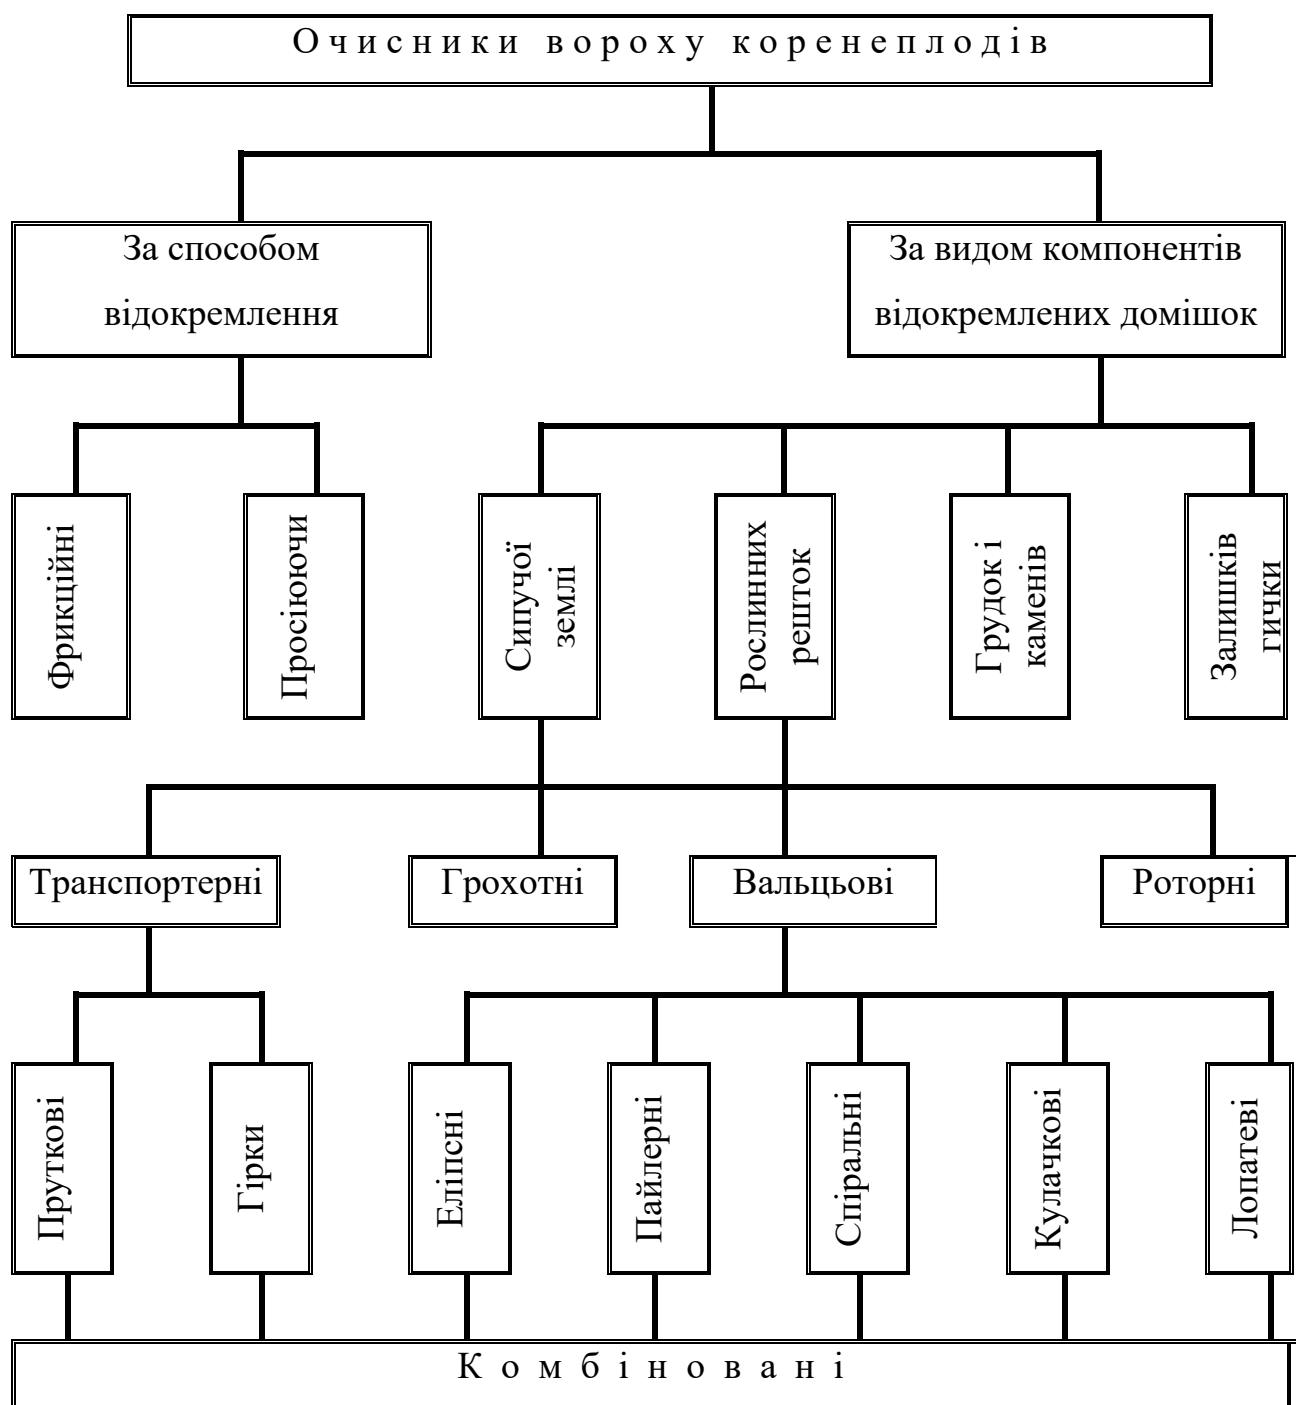 Очисники вороху коренеплодів
За способом
відокремлення
За видом компонентів
відокремлених домішок
Фрикційні
Просіюючи
Сипучої
землі
Рослинних
решток
Грудок і
каменів
Залишків
гички
Транспортерні
Грохотні
Вальцьові
Роторні
Пруткові
Гірки
Еліпсні
Пайлерні
Спіральні
Кулачкові
Лопатеві
Комбіновані